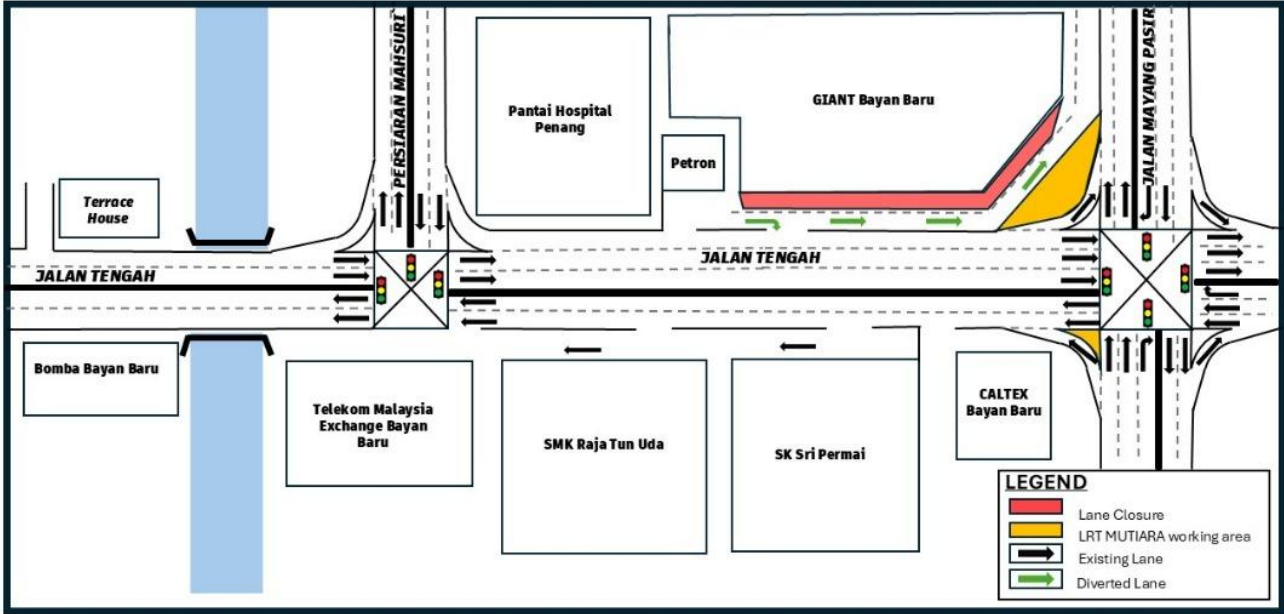 PERSIARAN MAHSURI
JALAN MAYANG PASIR
Pantai Hospital
Penang
GIANT Bayan Baru
Petron
Terrace
House
JALAN TENGAH
JALAN TENGAH
Bomba Bayan Baru
Telekom Malaysia
Exchange Bayan
Baru
SMK Raja Tun Uda
SK Sri Permai
CALTEX
Bayan Baru
LEGEND
Lane Closure
LRT MUTIARA working area
Existing Lane
Diverted Lane